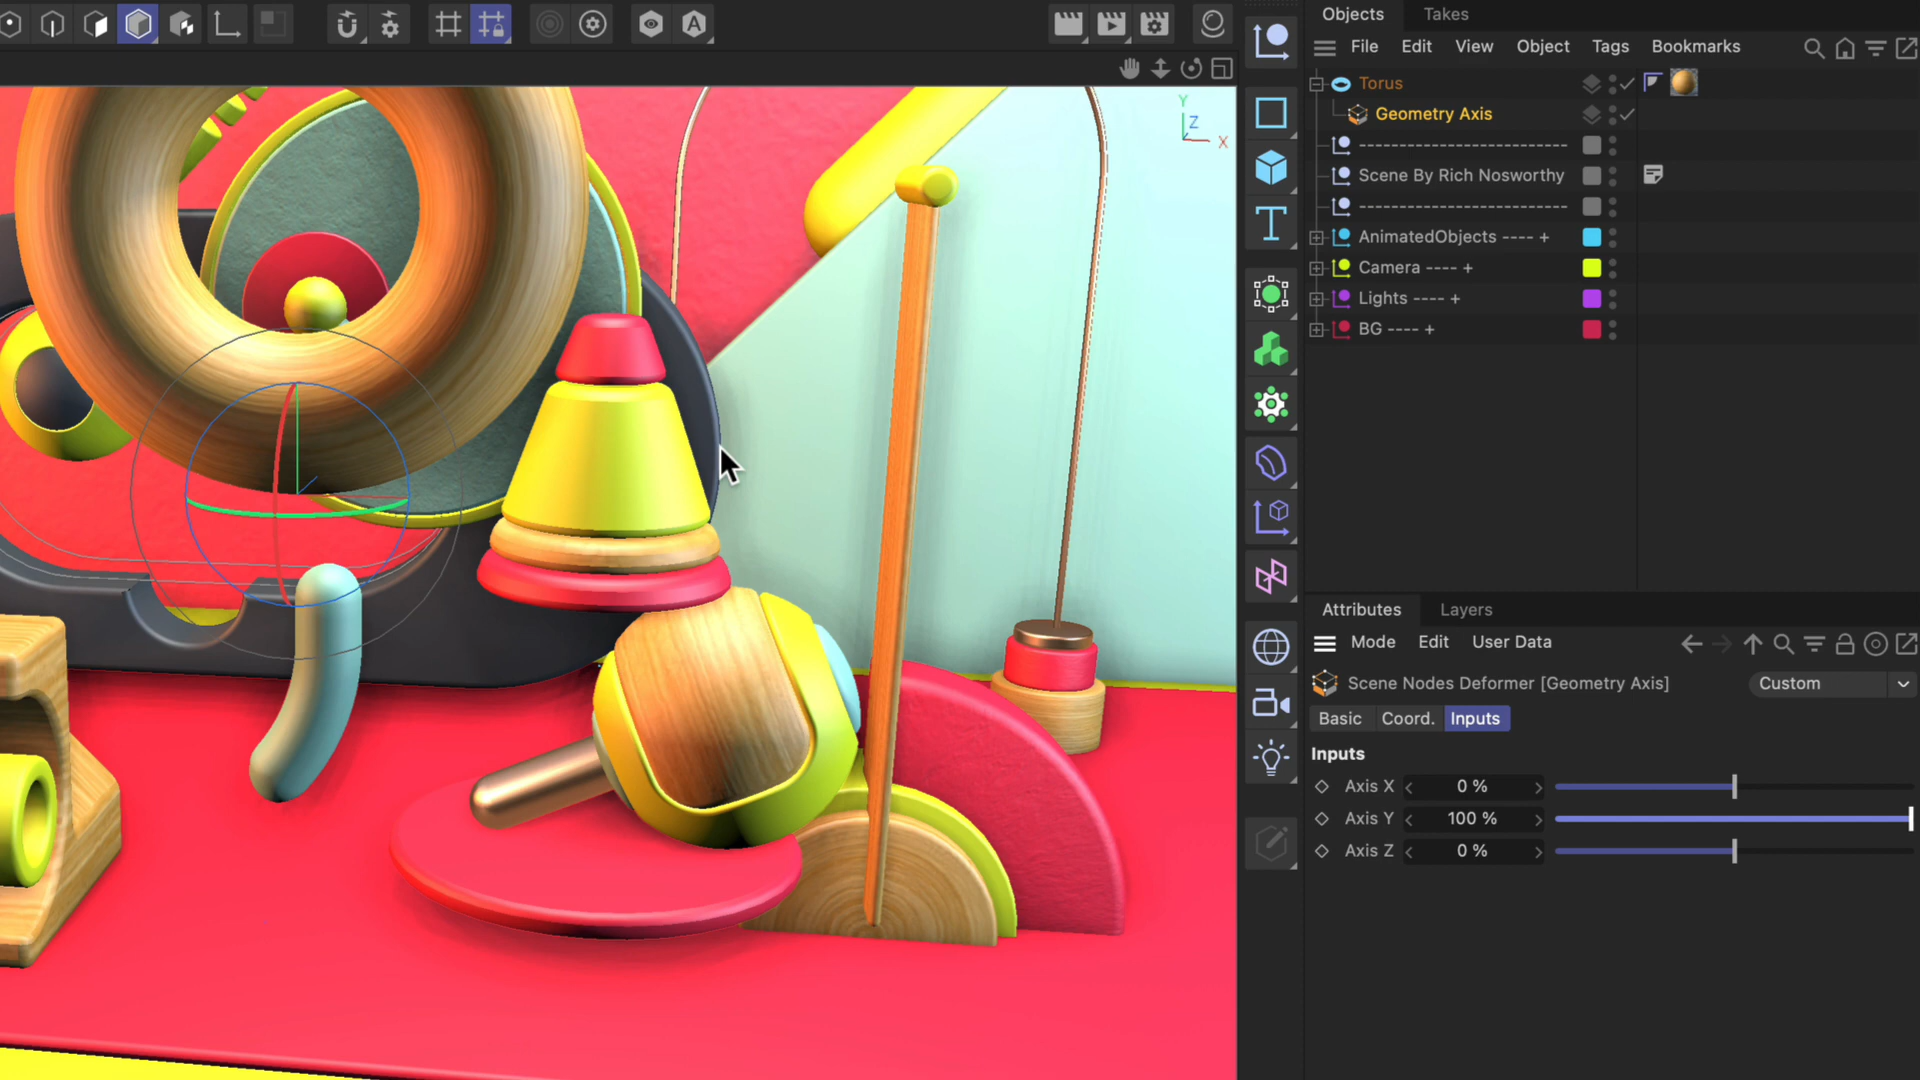 Objects Takes
File Edit View Object Tags Bookmarks
Torus
Geometry Axis
--------------------------
Scene By Rich Nosworthy
--------------------------
AnimatedObjects ---- +
Camera ---- +
Lights ---- +
BG ---- +
Y
Z
X
A
Attributes Layers
Mode Edit User Data
Scene Nodes Deformer [Geometry Axis] Custom
Basic Coord. Inputs
Inputs
Axis X 0 %
Axis Y 100 %
Axis Z 0 %